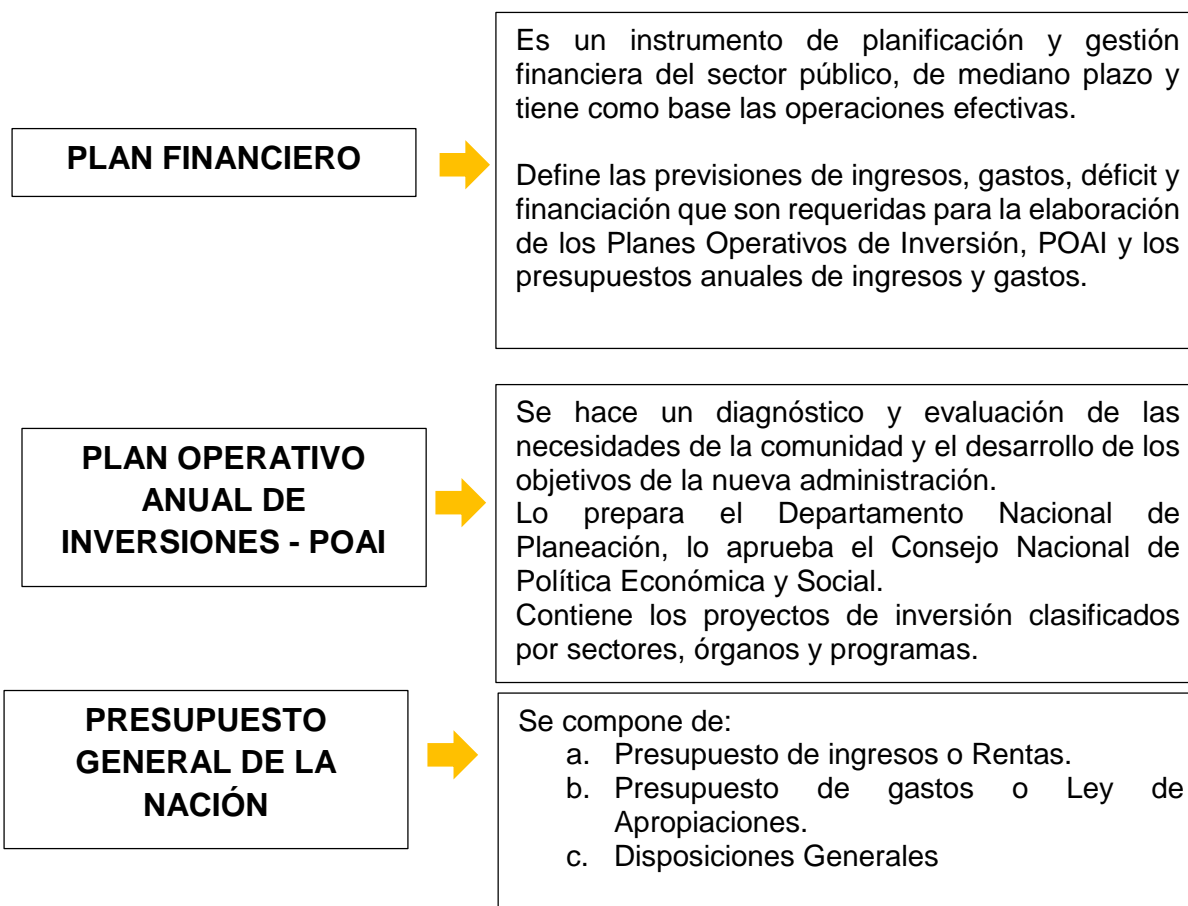 PLAN FINANCIERO
Es un instrumento de planificación y gestión
financiera del sector público, de mediano plazo y
tiene como base las operaciones efectivas.
Define las previsiones de ingresos, gastos, déficit y
financiación que son requeridas para la elaboración
de los Planes Operativos de Inversión, POAI y los
presupuestos anuales de ingresos y gastos.
PLAN OPERATIVO
ANUAL DE
INVERSIONES - POAI
Se hace un diagnóstico y evaluación de las
necesidades de la comunidad y el desarrollo de los
objetivos de la nueva administración.
Lo prepara el Departamento Nacional de
Planeación, lo aprueba el Consejo Nacional de
Política Económica y Social.
Contiene los proyectos de inversión clasificados
por sectores, órganos y programas.
PRESUPUESTO
GENERAL DE LA
NACIÓN
Se compone de:
a. Presupuesto de ingresos o Rentas.
b. Presupuesto de gastos o Ley de
Apropiaciones.
c. Disposiciones Generales